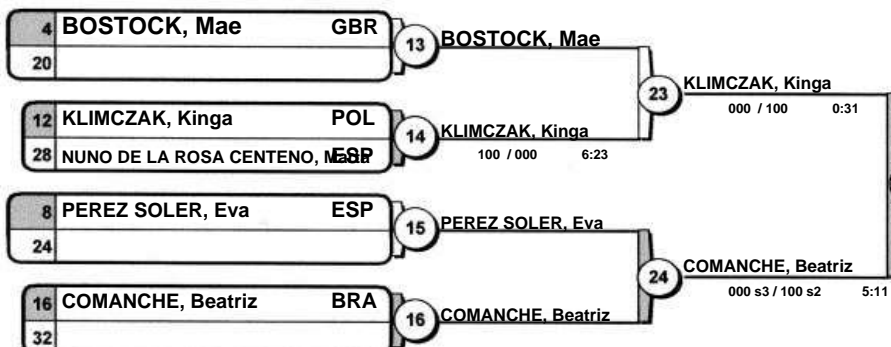 4 BOSTOCK, Mae GBR
20
13 BOSTOCK, Mae
12 KLIMCZAK, Kinga POL
28 NUNO DE LA ROSA CENTENO, Marta ESP
14 KLIMCZAK, Kinga
100 / 000 6:23
23 KLIMCZAK, Kinga
000 / 100 0:31
8 PEREZ SOLER, Eva ESP
24
15 PEREZ SOLER, Eva
16 COMANCHE, Beatriz BRA
32
16 COMANCHE, Beatriz
24 COMANCHE, Beatriz
000 s3 / 100 s2 5:11